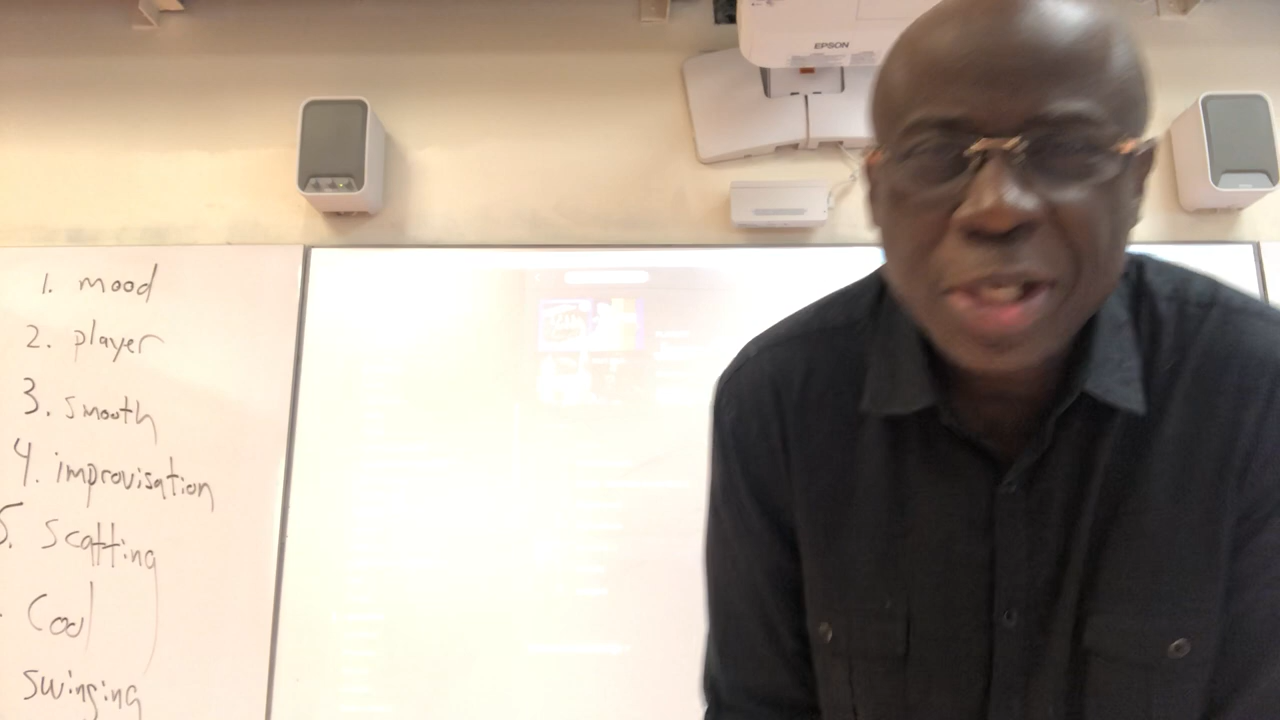 EPSON
1. mood
2. player
3. smooth
4. improvisation
5. scatting
Cool
swinging